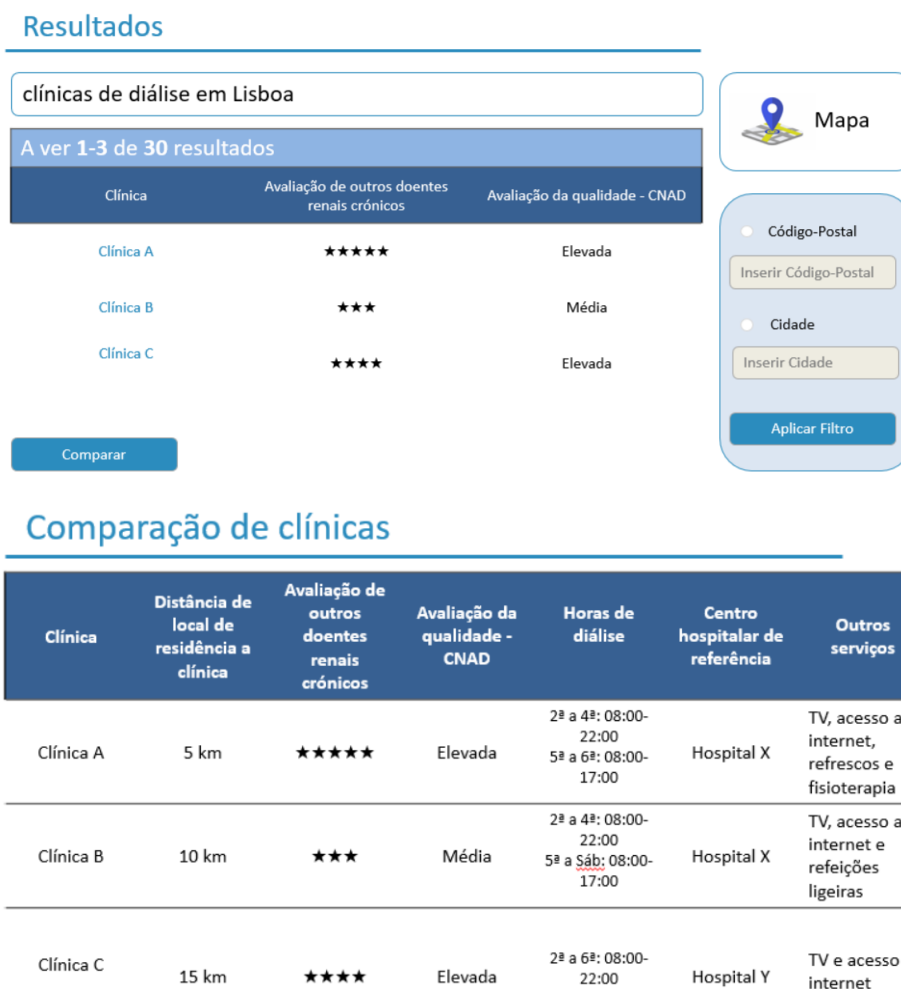 Resultados
clínicas de diálise em Lisboa
Mapa
A ver 1-3 de 30 resultados
Clínica
Avaliação de outros doentes
renais crónicos
Avaliação da qualidade - CNAD
Clínica A
★★★★★
Elevada
Clínica B
★★★
Média
Clínica C
★★★★
Elevada
Código-Postal
Inserir Código-Postal
Cidade
Inserir Cidade
Aplicar Filtro
Comparar
Comparação de clínicas
Clínica
Distância de
local de
residência a
clínica
Avaliação de
outros
doentes
renais
crónicos
Avaliação da
qualidade -
CNAD
Horas de
diálise
Centro
hospitalar de
referência
Outros
serviços
Clínica A
5 km
★★★★★
Elevada
2ª a 4ª: 08:00-
22:00
5ª a 6ª: 08:00-
17:00
Hospital X
TV, acesso a
internet,
refrescos e
fisioterapia
Clínica B
10 km
★★★
Média
2ª a 4ª: 08:00-
22:00
5ª a Sáb: 08:00-
17:00
Hospital X
TV, acesso a
internet e
refeições
ligeiras
Clínica C
15 km
★★★★
Elevada
2ª a 6ª: 08:00-
22:00
Hospital Y
TV e acesso
internet